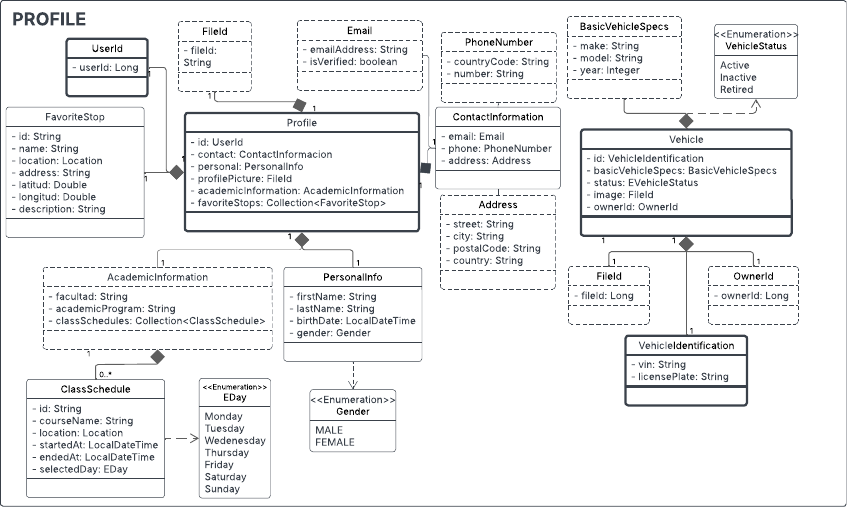 PROFILE
UserId
- userId: Long
1
FileId
- fileId:
String
1
Email
- emailAddress: String
- isVerified: boolean
1
PhoneNumber
- countryCode: String
- number: String
BasicVehicleSpecs
- make: String
- model: String
- year: Integer
<<Enumeration>>
VehicleStatus
Active
Inactive
Retired
FavoriteStop
- id: String
- name: String
- location: Location
- address: String
- latitud: Double
- longitud: Double
- description: String
1
1
Profile
- id: UserId
- contact: ContactInformacion
- personal: PersonalInfo
- profilePicture: FileId
- academicInformation: AcademicInformation
- favoriteStops: Collection<FavoriteStop>
1
1
1
ContactInformation
- email: Email
- phone: PhoneNumber
- address: Address
Address
- street: String
- city: String
- postalCode: String
- country: String
Vehicle
- id: VehicleIdentification
- basicVehicleSpecs: BasicVehicleSpecs
- status: EVehicleStatus
- image: FileId
- ownerId: OwnerId
1
1
1
1
FileId
- fileId: Long
OwnerId
- ownerId: Long
1
VehicleIdentification
- vin: String
- licensePlate: String
1
1
AcademicInformation
- facultad: String
- academicProgram: String
- classSchedules: Collection<ClassSchedule>
1
PersonalInfo
- firstName: String
- lastName: String
- birthDate: LocalDateTime
- gender: Gender
0..*
ClassSchedule
- id: String
- courseName: String
- location: Location
- startedAt: LocalDateTime
- endedAt: LocalDateTime
- selectedDay: EDay
<<Enumeration>>
EDay
Monday
Tuesday
Wedenesday
Thursday
Friday
Saturday
Sunday
<<Enumeration>>
Gender
MALE
FEMALE